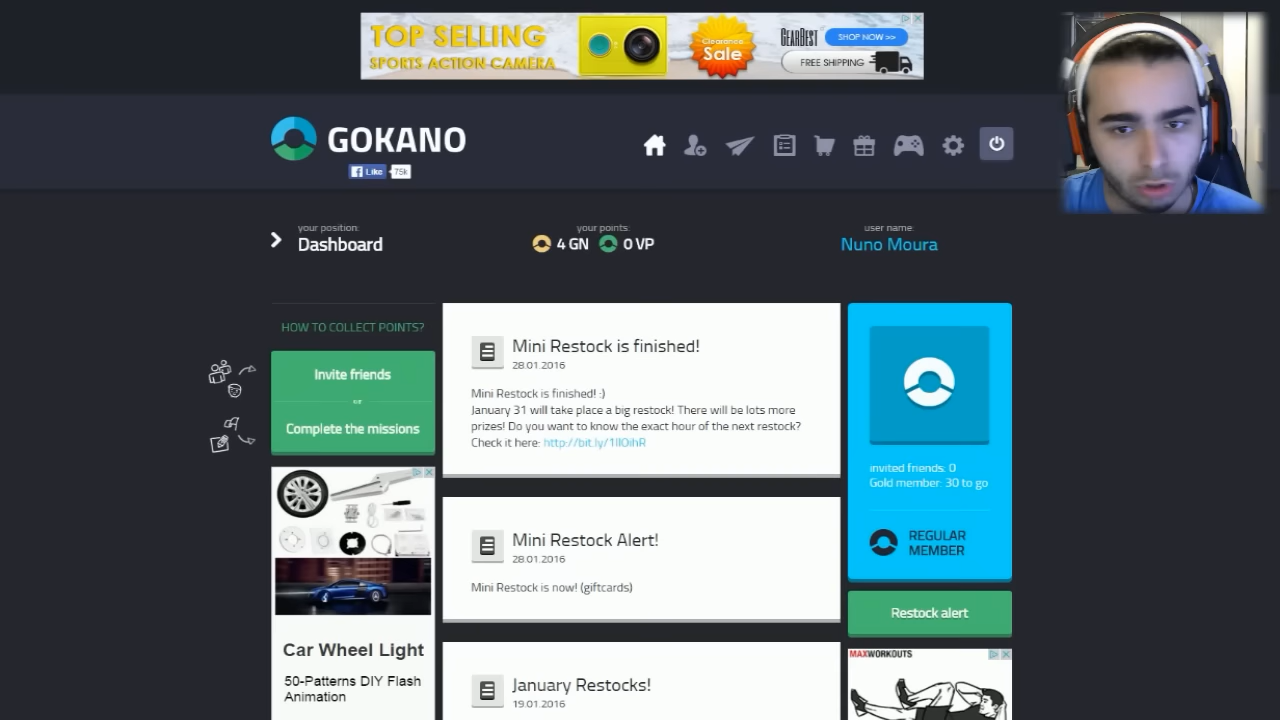 TOP SELLING
SPORTS ACTION CAMERA
Clearance
Sale
GEARBEST
SHOP NOW >>
FREE SHIPPING
GOKANO
Like
75k
your position:
Dashboard
your points:
4 GN
0 VP
user name:
Nuno Moura
HOW TO COLLECT POINTS?
Invite friends
Complete the missions
Mini Restock is finished!
28.01.2016
Mini Restock is finished! :)
January 31 will take place a big restock! There will be lots more
prizes! Do you want to know the exact hour of the next restock?
Check it here:
Mini Restock Alert!
28.01.2016
Mini Restock is now! (giftcards)
January Restocks!
19.01.2016
invited friends: 0
Gold member: 30 to go
REGULAR
MEMBER
Restock alert
Car Wheel Light
50-Patterns DIY Flash
Animation
MAXWORKOUTS